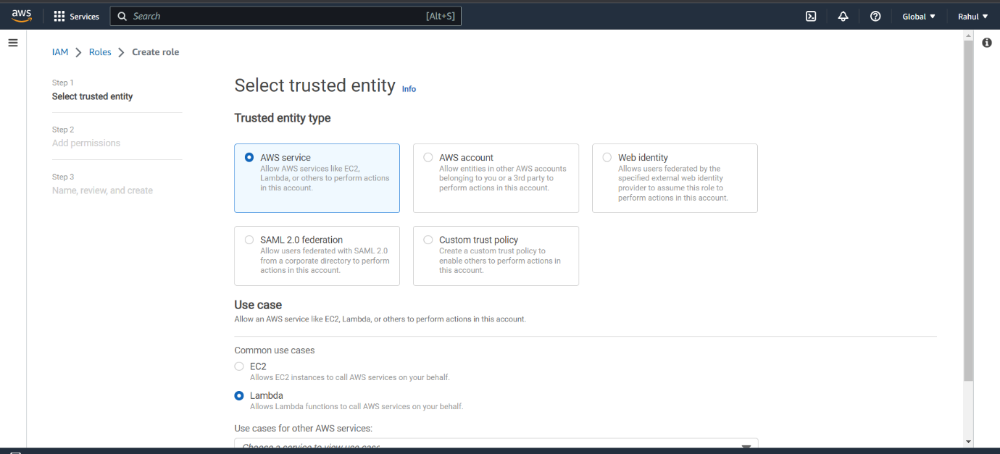 aws
Services
Search
[Alt+S]
Global
Rahul
IAM
Roles
Create role
Step 1
Select trusted entity
Step 2
Add permissions
Step 3
Name, review, and create
Select trusted entity Info
Trusted entity type
AWS service
Allow AWS services like EC2,
Lambda, or others to perform actions
in this account.
AWS account
Allow entities in other AWS accounts
belonging to you or a 3rd party to
perform actions in this account.
Web identity
Allows users federated by the
specified external web identity
provider to assume this role to
perform actions in this account.
SAML 2.0 federation
Allow users federated with SAML 2.0
from a corporate directory to perform
actions in this account.
Custom trust policy
Create a custom trust policy to
enable others to perform actions in
this account.
Use case
Allow an AWS service like EC2, Lambda, or others to perform actions in this account.
Common use cases
EC2
Allows EC2 instances to call AWS services on your behalf.
Lambda
Allows Lambda functions to call AWS services on your behalf.
Use cases for other AWS services:
Choose a service to view use case